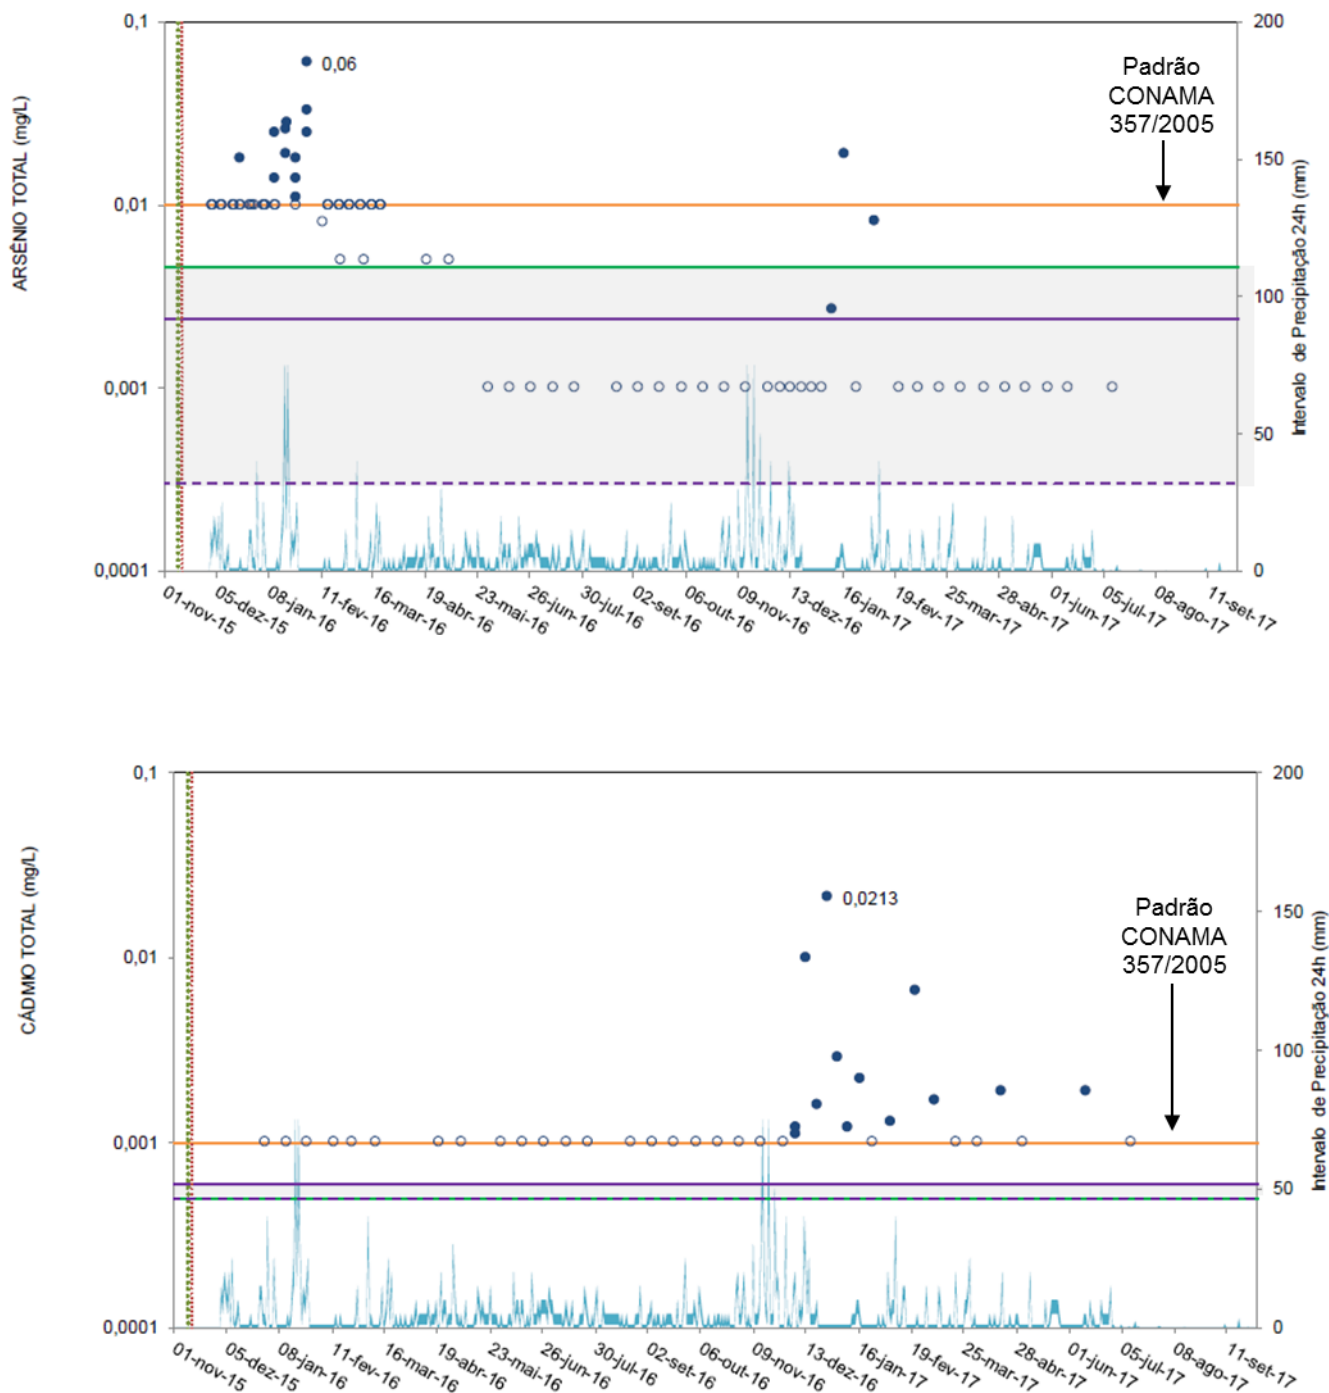 ARSÊNIO TOTAL (mg/L)
0,1
0,01
0,001
0,0001
0,06
Padrão
CONAMA
357/2005
200
150
100
50
0
Intervalo de Precipitação 24h (mm)
01-nov-15
05-dez-15
08-jan-16
11-fev-16
16-mar-16
19-abr-16
23-mai-16
26-jun-16
30-jul-16
02-set-16
06-out-16
09-nov-16
13-dez-16
16-jan-17
19-fev-17
25-mar-17
28-abr-17
01-jun-17
05-jul-17
08-ago-17
11-set-17
CÁDMIO TOTAL (mg/L)
0,1
0,01
0,001
0,0001
0,0213
Padrão
CONAMA
357/2005
200
150
100
50
0
Intervalo de Precipitação 24h (mm)
01-nov-15
05-dez-15
08-jan-16
11-fev-16
16-mar-16
19-abr-16
23-mai-16
26-jun-16
30-jul-16
02-set-16
06-out-16
09-nov-16
13-dez-16
16-jan-17
19-fev-17
25-mar-17
28-abr-17
01-jun-17
05-jul-17
08-ago-17
11-set-17